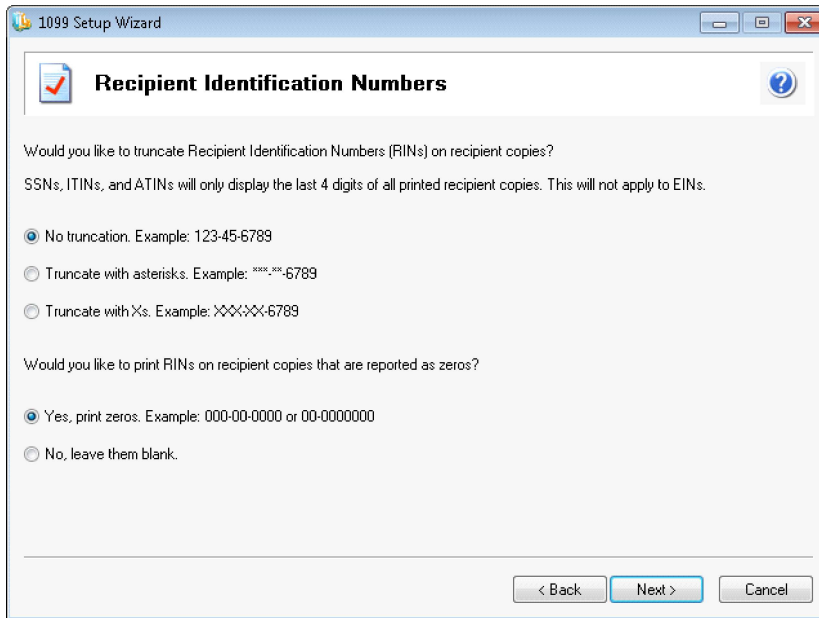 1099 Setup Wizard
Recipient Identification Numbers
Would you like to truncate Recipient Identification Numbers (RINs) on recipient copies?
SSNs, ITINs, and ATINs will only display the last 4 digits of all printed recipient copies. This will not apply to EINs.
No truncation. Example: 123-45-6789
Truncate with asterisks. Example: ***-**-6789
Truncate with Xs. Example: XXX-XX-6789
Would you like to print RINs on recipient copies that are reported as zeros?
Yes, print zeros. Example: 000-00-0000 or 00-0000000
No, leave them blank.
< Back Next > Cancel